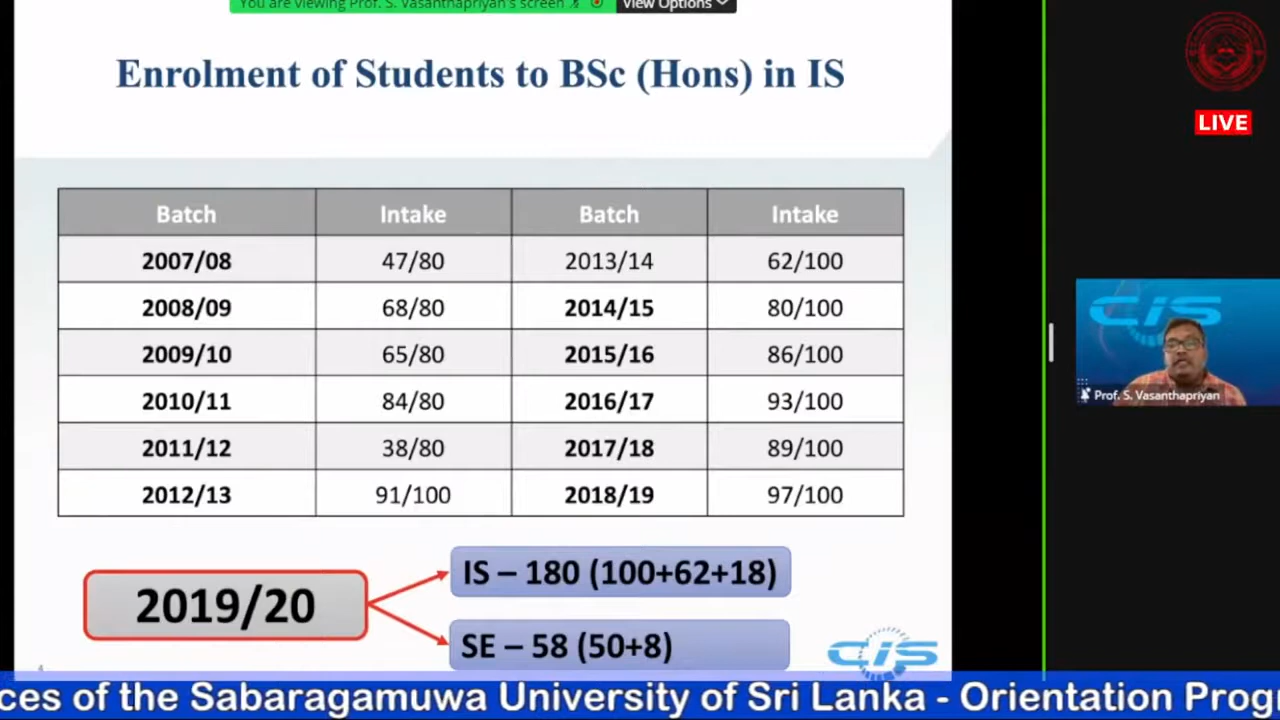 You are viewing Prof. S. Vasanthapriyan's screen
View Options
Enrolment of Students to BSc (Hons) in IS
LIVE
Batch Intake Batch Intake
2007/08 47/80 2013/14 62/100
2008/09 68/80 2014/15 80/100
2009/10 65/80 2015/16 86/100
2010/11 84/80 2016/17 93/100
2011/12 38/80 2017/18 89/100
2012/13 91/100 2018/19 97/100
CIS
Prof. S. Vasanthapriyan
2019/20
IS – 180 (100+62+18)
SE – 58 (50+8)
CIS
ces of the Sabaragamuwa University of Sri Lanka - Orientation Prog